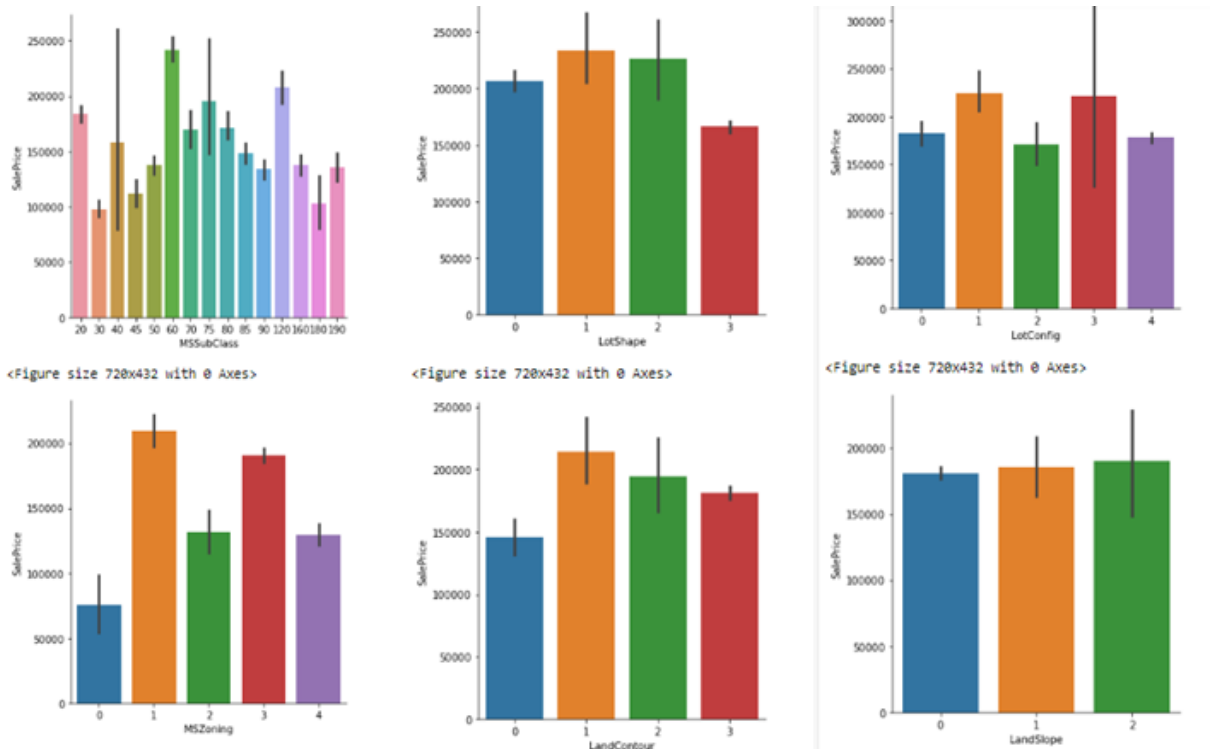 250000
200000
150000
100000
50000
0
SalePrice
20 30 40 45 50 60 70 75 80 85 90 120 160 180 190
MSSubClass
250000
200000
150000
100000
50000
0
SalePrice
0 1 2 3
LotShape
300000
250000
200000
150000
100000
50000
0
SalePrice
0 1 2 3 4
LotConfig
<Figure size 720x432 with 0 Axes>
<Figure size 720x432 with 0 Axes>
<Figure size 720x432 with 0 Axes>
200000
150000
100000
50000
0
SalePrice
0 1 2 3 4
MSZoning
250000
200000
150000
100000
50000
0
SalePrice
0 1 2 3
LandContour
200000
150000
100000
50000
0
SalePrice
0 1 2
LandSlope